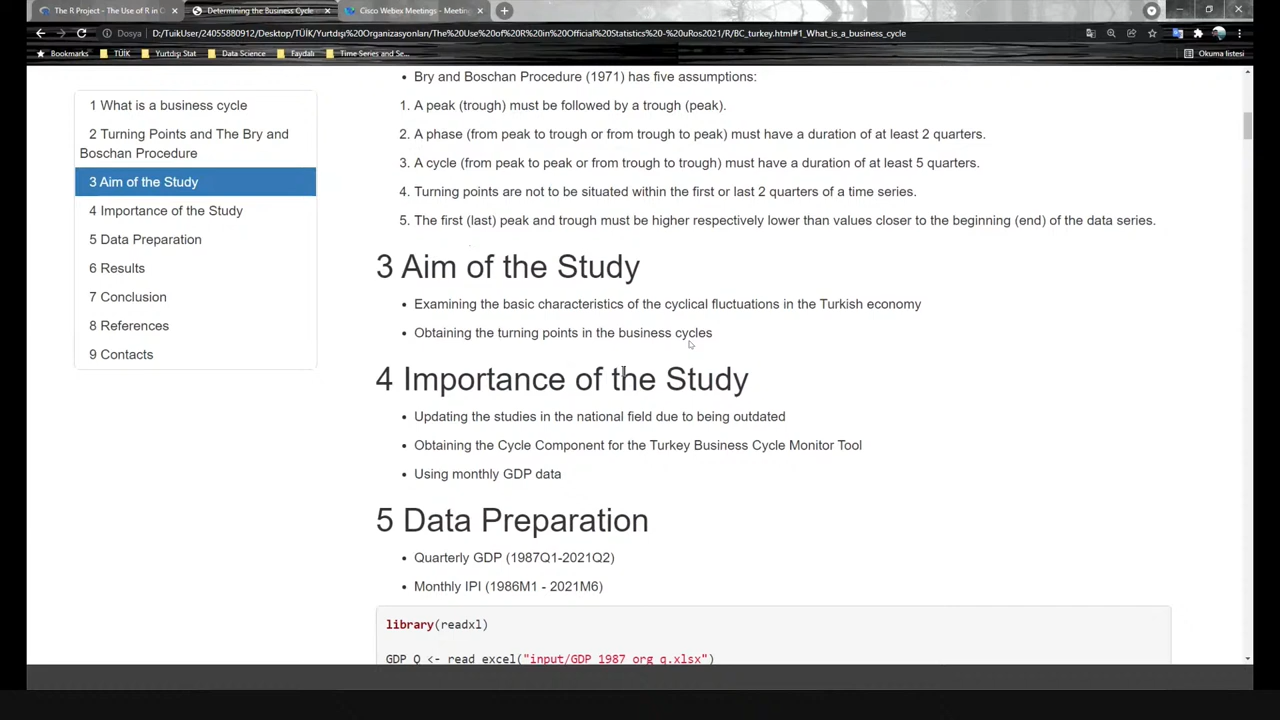 The R Project - The Use of R in O
Determining the Business Cycle
Cisco Webex Meetings - Meeting
Dosya
D:/TuikUser/24055880912/Desktop/TÜİK/Yurtdışı%20Organizasyonları/The%20Use%20of%20R%20in%20Official%20Statistics%20-%20uRos2021/R/BC_turkey.html#1_What_is_a_business_cycle
Bookmarks
TÜİK
Yurtdışı Stat
Data Science
Faydalı
Time Series and Se...
Okuma listesi
1 What is a business cycle
2 Turning Points and The Bry and
Boschan Procedure
3 Aim of the Study
4 Importance of the Study
5 Data Preparation
6 Results
7 Conclusion
8 References
9 Contacts
• Bry and Boschan Procedure (1971) has five assumptions:
1. A peak (trough) must be followed by a trough (peak).
2. A phase (from peak to trough or from trough to peak) must have a duration of at least 2 quarters.
3. A cycle (from peak to peak or from trough to trough) must have a duration of at least 5 quarters.
4. Turning points are not to be situated within the first or last 2 quarters of a time series.
5. The first (last) peak and trough must be higher respectively lower than values closer to the beginning (end) of the data series.
3 Aim of the Study
• Examining the basic characteristics of the cyclical fluctuations in the Turkish economy
• Obtaining the turning points in the business cycles
4 Importance of the Study
• Updating the studies in the national field due to being outdated
• Obtaining the Cycle Component for the Turkey Business Cycle Monitor Tool
• Using monthly GDP data
5 Data Preparation
• Quarterly GDP (1987Q1-2021Q2)
• Monthly IPI (1986M1 - 2021M6)
library(readxl)
GDP_Q <- read_excel("input/GDP_1987_org_q.xlsx")